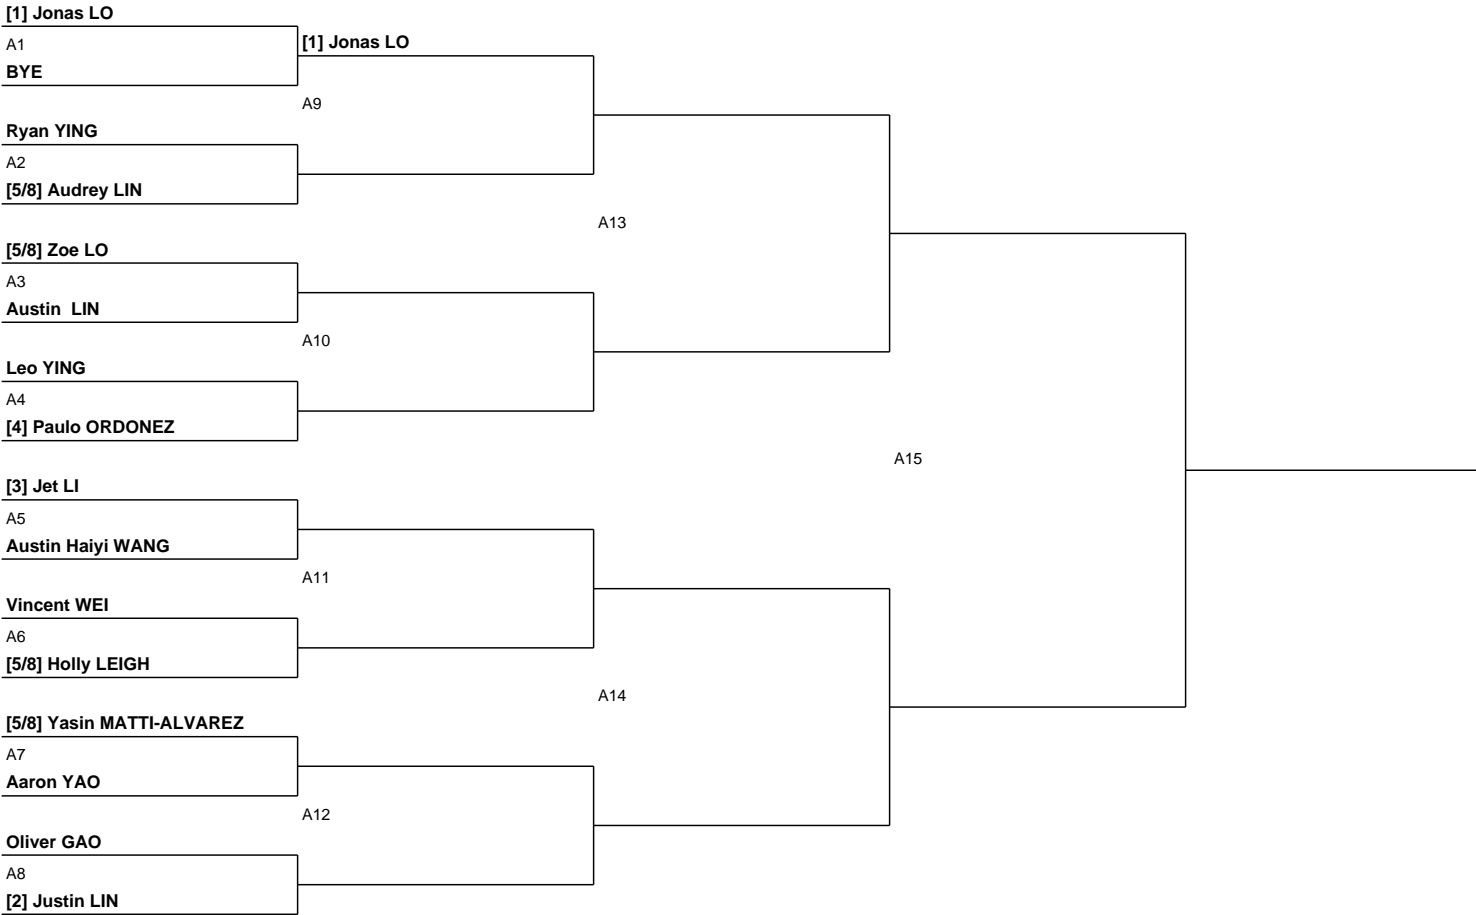 [1] Jonas LO
A1
[1] Jonas LO
BYE
A9
Ryan YING
A2
[5/8] Audrey LIN
A13
[5/8] Zoe LO
A3
Austin  LIN
A10
Leo YING
A4
[4] Paulo ORDONEZ
A15
[3] Jet LI
A5
Austin Haiyi WANG
A11
Vincent WEI
A6
[5/8] Holly LEIGH
A14
[5/8] Yasin MATTI-ALVAREZ
A7
Aaron YAO
A12
Oliver GAO
A8
[2] Justin LIN